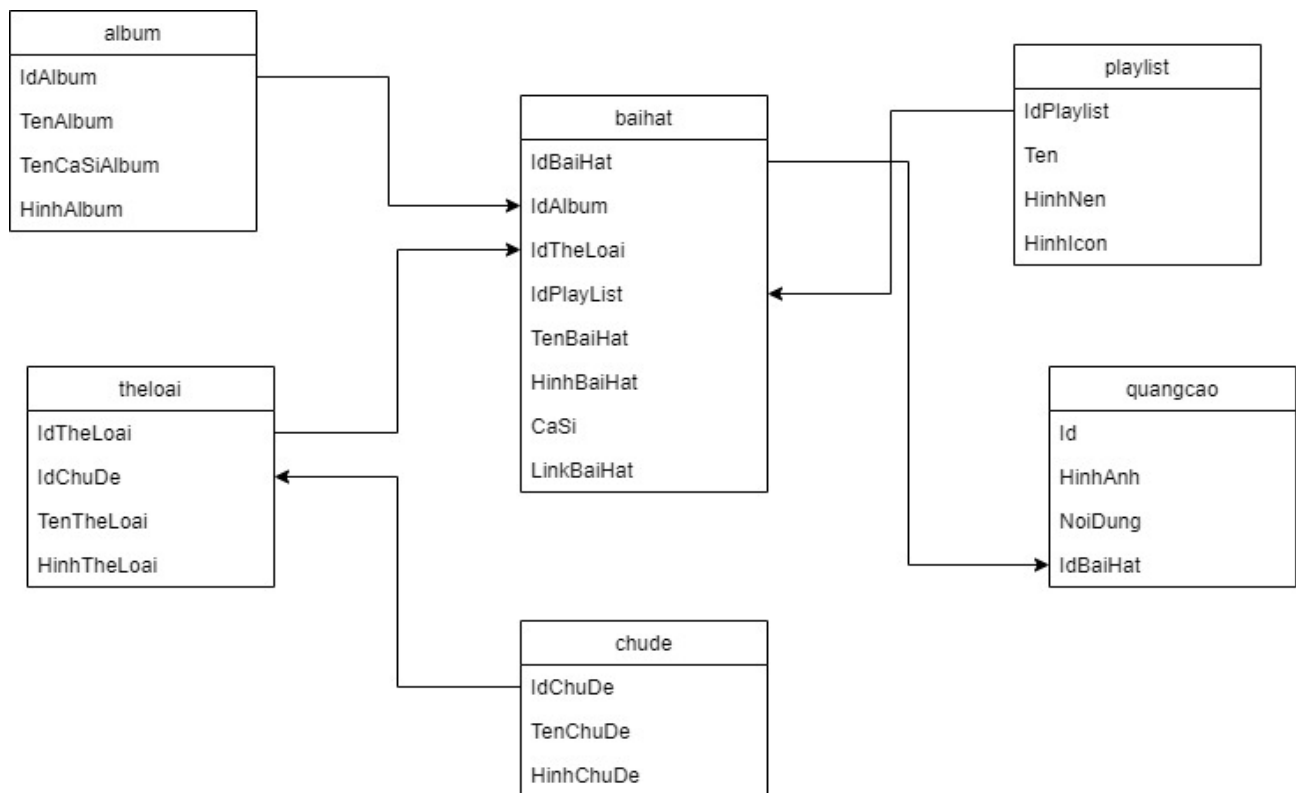 album
IdAlbum
TenAlbum
TenCaSiAlbum
HinhAlbum
playlist
IdPlaylist
Ten
HinhNen
HinhIcon
baihat
IdBaiHat
IdAlbum
IdTheLoai
IdPlayList
TenBaiHat
HinhBaiHat
CaSi
LinkBaiHat
theloai
IdTheLoai
IdChuDe
TenTheLoai
HinhTheLoai
quangcao
Id
HinhAnh
NoiDung
IdBaiHat
chude
IdChuDe
TenChuDe
HinhChuDe